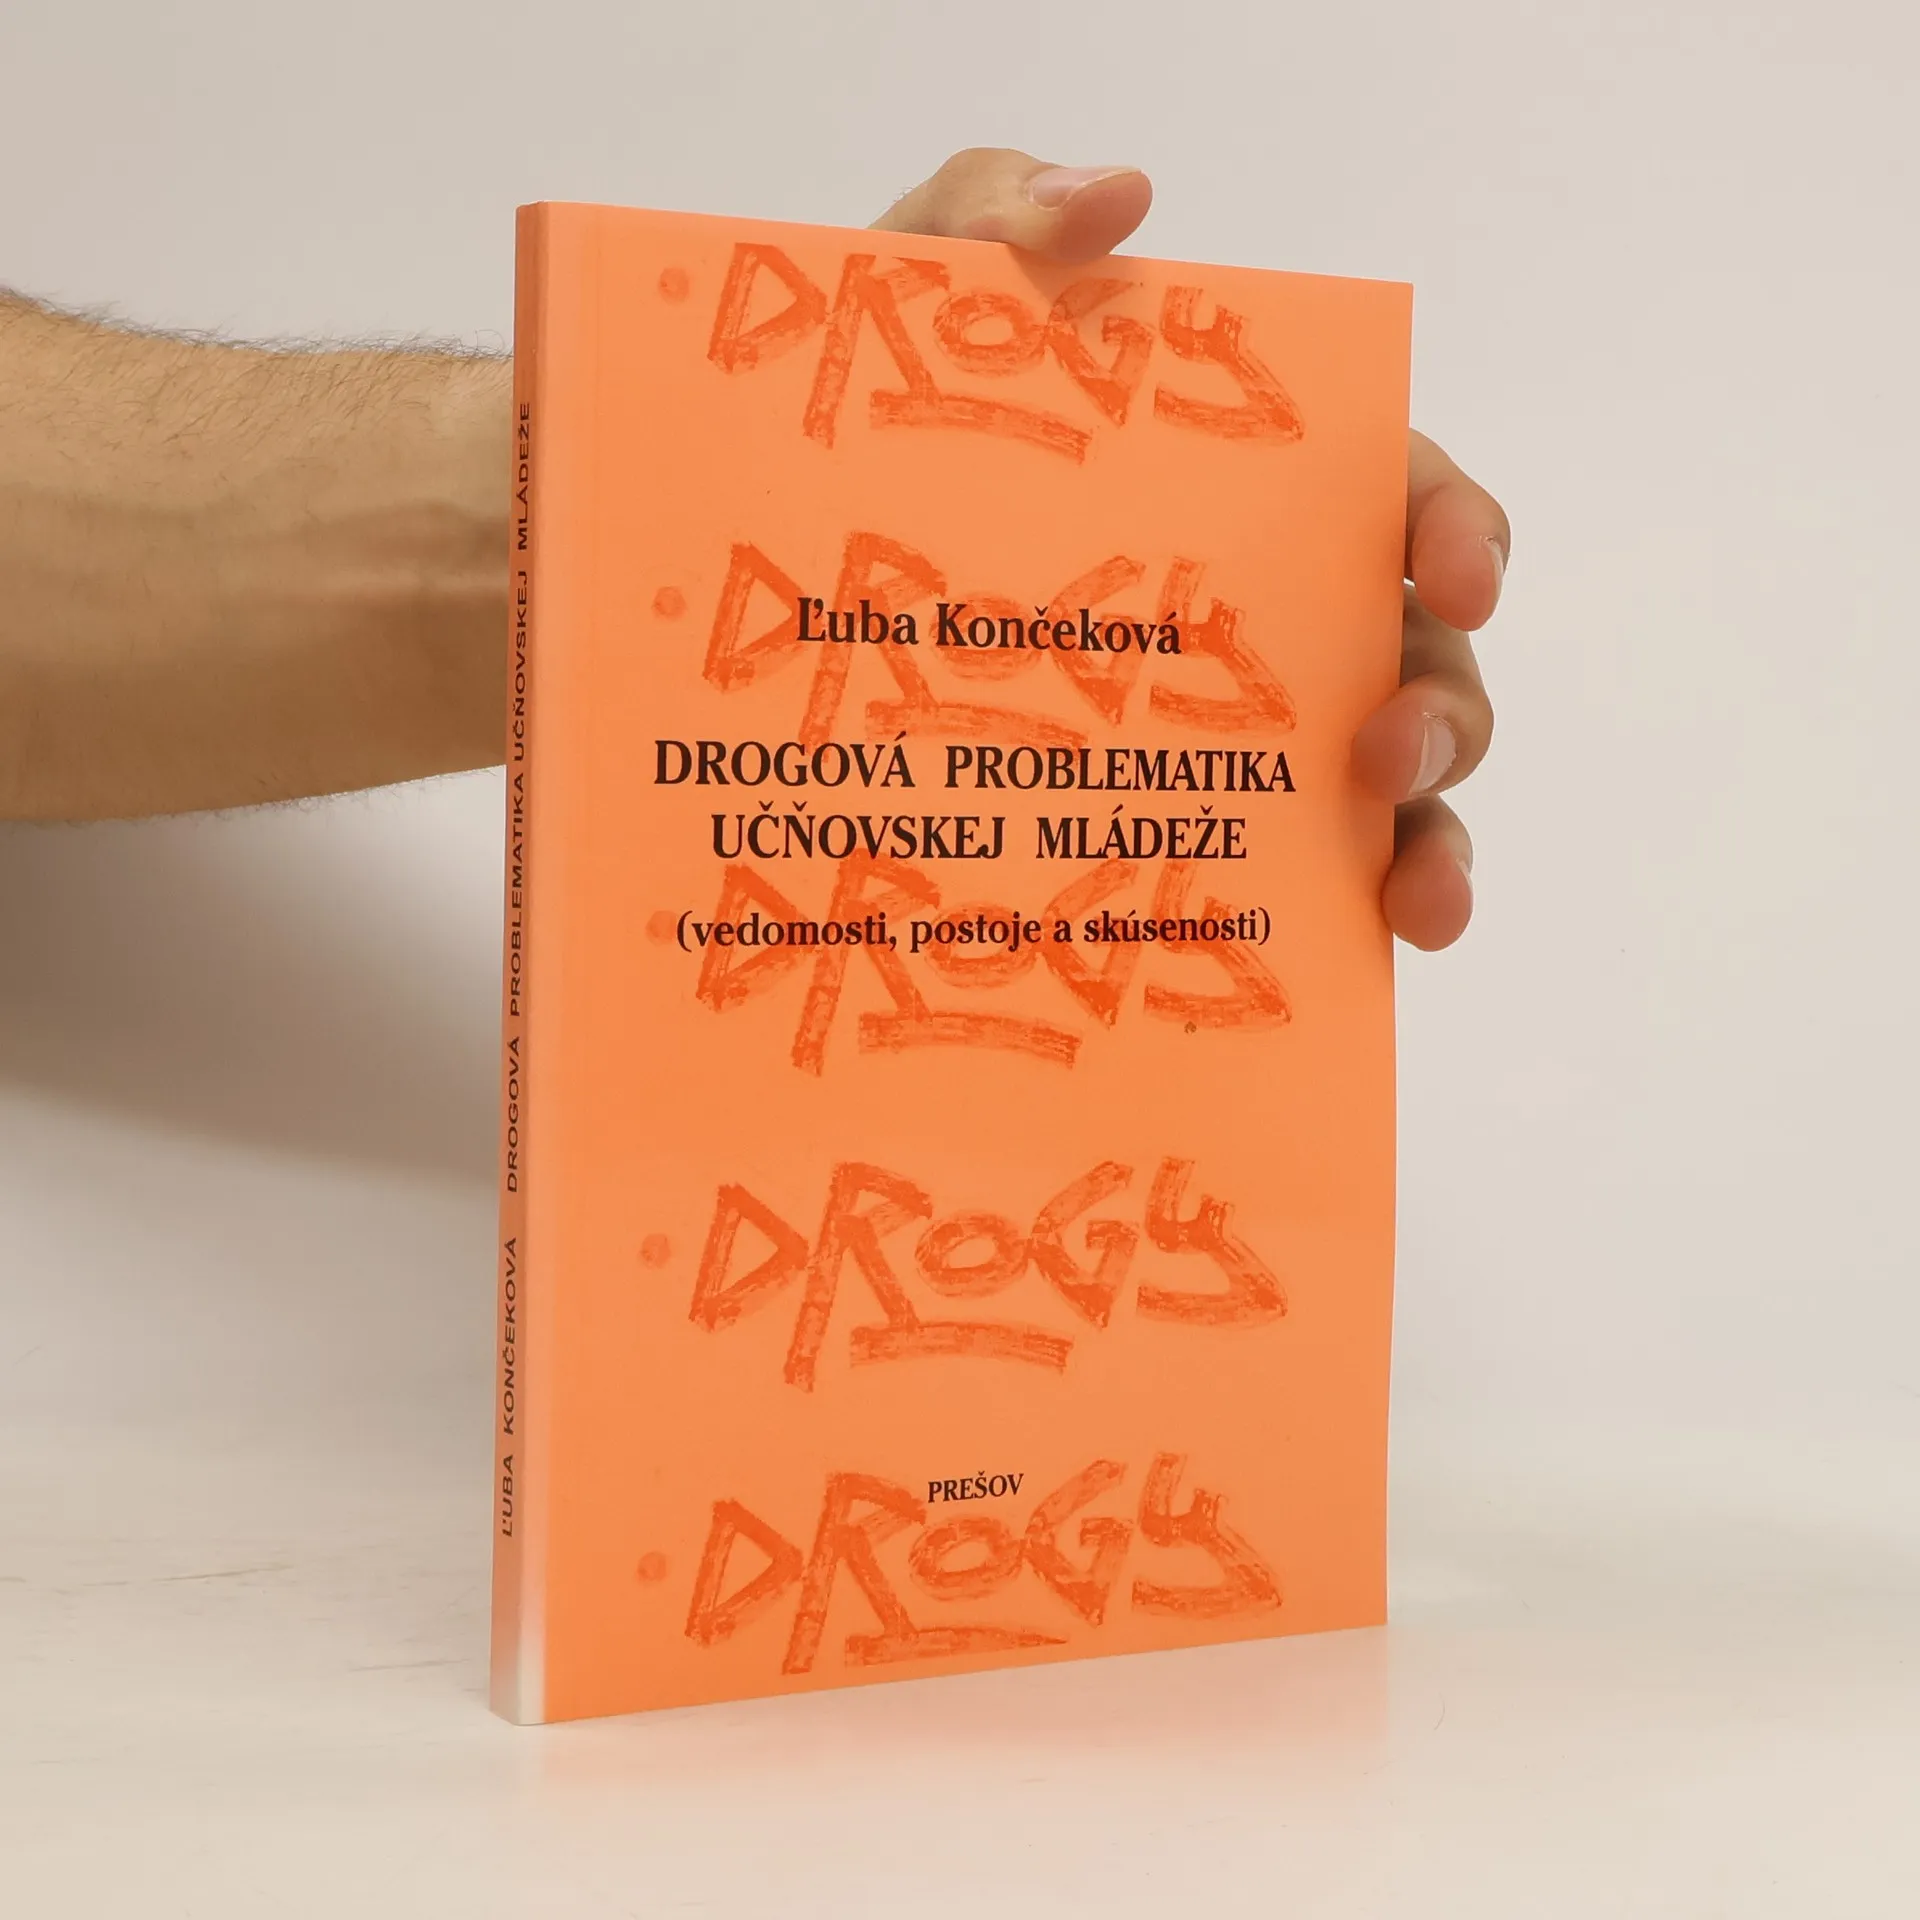 DROGY
DROGY
Ľuba Končeková
DROGOVÁ PROBLEMATIKA
UČŇOVSKEJ MLÁDEŽE
DROGY
(vedomosti, postoje a skúsenosti)
DROGY
PREŠOV
DROGY
ĽUBA KONČEKOVÁ DROGOVÁ PROBLEMATIKA UČŇOVSKEJ MLÁDEŽE